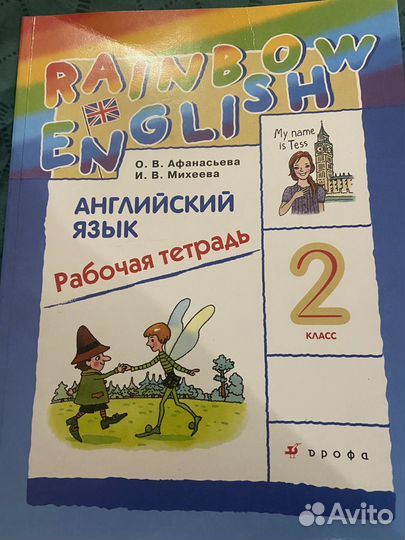 RAINBOW
ENGLISH
О. В. Афанасьева
И. В. Михеева
My name
is Tess
АНГЛИЙСКИЙ
ЯЗЫК
Рабочая тетрадь
2
КЛАСС
дрофа
Avito